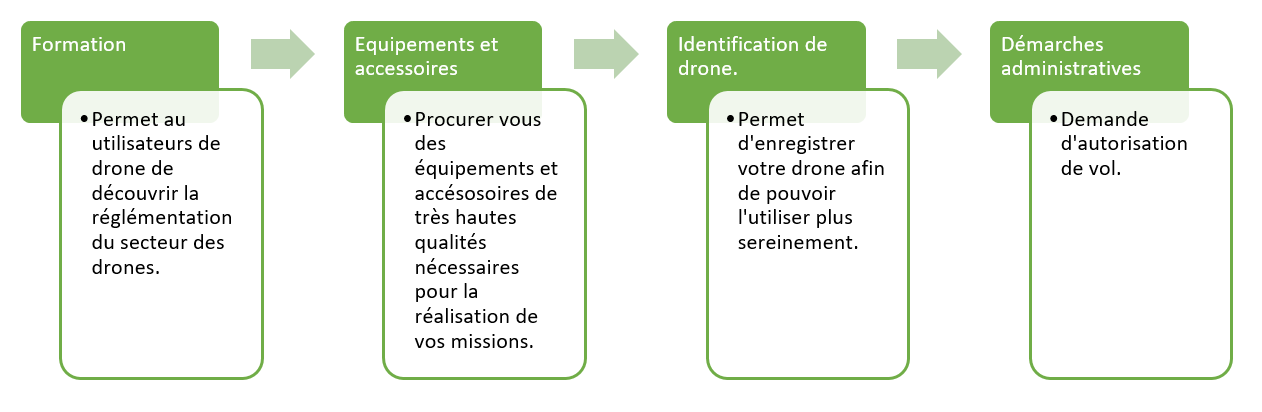 Formation
•Permet au
utilisateurs de
drone de
découvrir la
réglémentation
du secteur des
drones.
Equipements et
accessoires
•Procurer vous
des
équipements et
accésosoires de
très hautes
qualités
nécessaires
pour la
réalisation de
vos missions.
Identification de
drone.
•Permet
d'enregistrer
votre drone afin
de pouvoir
l'utiliser plus
sereinement.
Démarches
administratives
•Demande
d'autorisation
de vol.